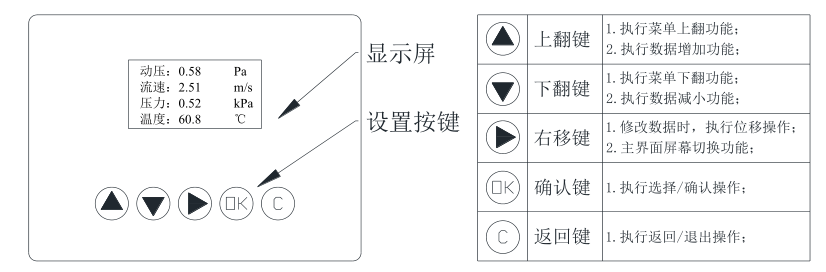 动压：0.58 Pa
流速：2.51 m/s
压力：0.52 kPa
温度：60.8 ℃
显示屏
设置按键
OK
C
上翻键
1.执行菜单上翻功能；
2.执行数据增加功能；
下翻键
1.执行菜单下翻功能；
2.执行数据减小功能；
右移键
1.修改数据时，执行位移操作；
2.主界面屏幕切换功能；
OK
确认键
1.执行选择/确认操作；
C
返回键
1.执行返回/退出操作；